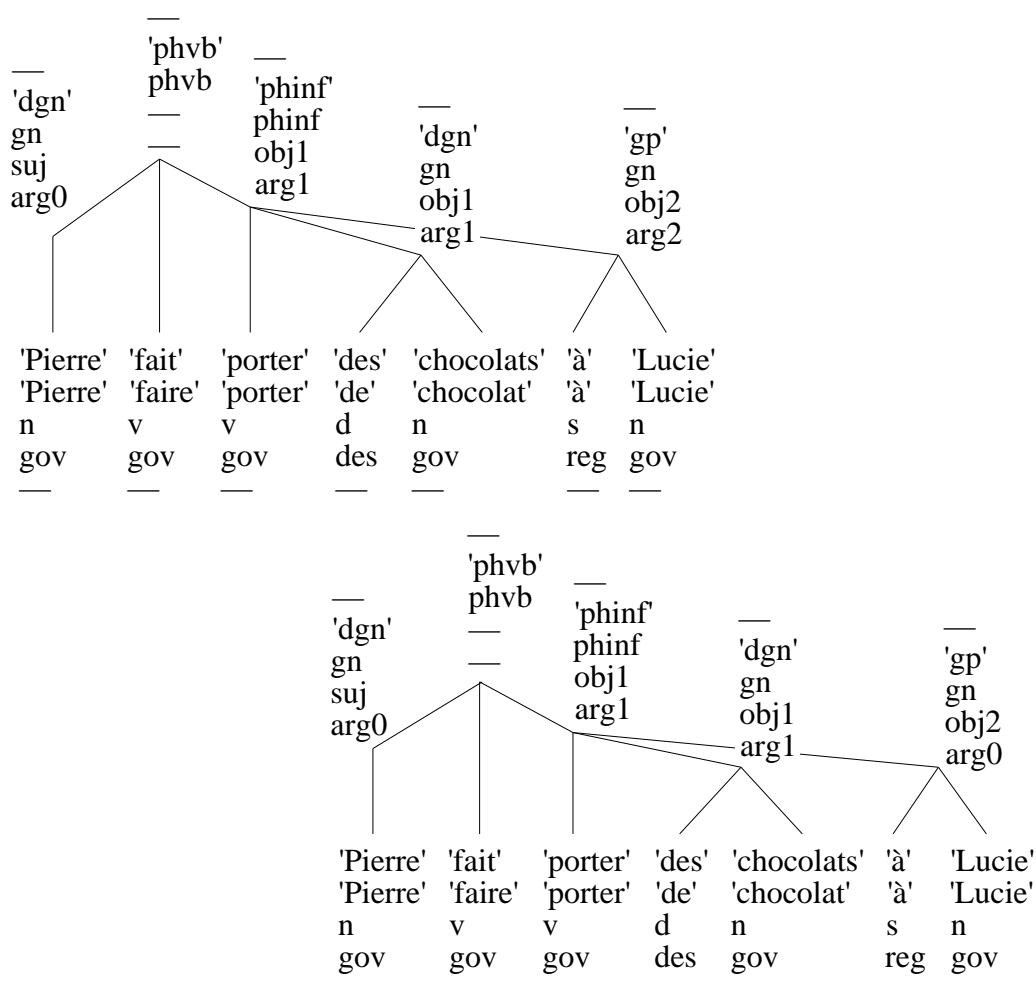 'phvb'
phvb
'dgn'
gn
suj
arg0
'phinf'
phinf
obj1
arg1
'dgn'
gn
obj1
arg1
'gp'
gn
obj2
arg2
'Pierre' 'fait' 'porter' 'des' 'chocolats' 'à' 'Lucie'
'Pierre' 'faire' 'porter' 'de' 'chocolat' 'à' 'Lucie'
n v v d n s n
gov gov gov des gov reg gov
'phvb'
phvb
'dgn'
gn
suj
arg0
'phinf'
phinf
obj1
arg1
'dgn'
gn
obj1
arg1
'gp'
gn
obj2
arg0
'Pierre' 'fait' 'porter' 'des' 'chocolats' 'à' 'Lucie'
'Pierre' 'faire' 'porter' 'de' 'chocolat' 'à' 'Lucie'
n v v d n s n
gov gov gov des gov reg gov